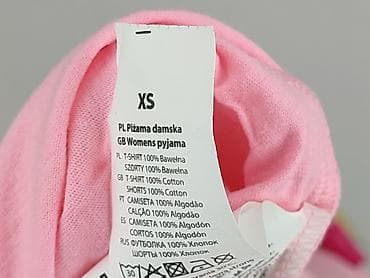 XS
PL Piżama damska
GB Womens pyjama
PL T-SHIRT 100% Bawełna
SZORTY 100% Bawełna
GB T-SHIRT 100% Cotton
SHORTS 100% Cotton
PT CAMISETA 100% Algodão
CALÇÃO 100% Algodão
ES CAMISETA 100% Algodón
CORTOS 100% Algodón
RUS ФУТБОЛКА 100% Хлопок
ШОРТЫ 100% Хлопок
30